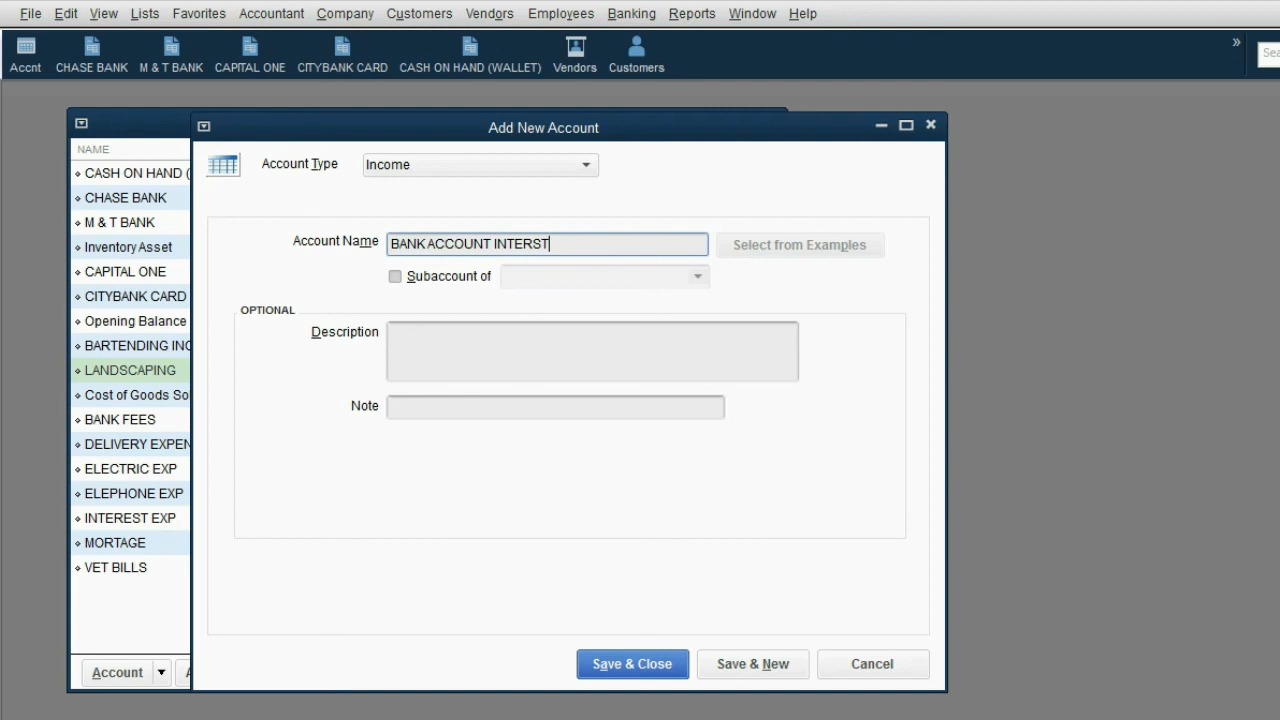 File Edit View Lists Favorites Accountant Company Customers Vendors Employees Banking Reports Window Help
Accnt CHASE BANK M & T BANK CAPITAL ONE CITYBANK CARD CASH ON HAND (WALLET) Vendors Customers » Sea
Add New Account
NAME
CASH ON HAND (
CHASE BANK
M & T BANK
Inventory Asset
CAPITAL ONE
CITYBANK CARD
Opening Balance
BARTENDING INC
LANDSCAPING
Cost of Goods So
BANK FEES
DELIVERY EXPEN
ELECTRIC EXP
ELEPHONE EXP
INTEREST EXP
MORTAGE
VET BILLS
Account
Account Type Income
Account Name BANK ACCOUNT INTERST Select from Examples
Subaccount of
OPTIONAL
Description
Note
Save & Close Save & New Cancel